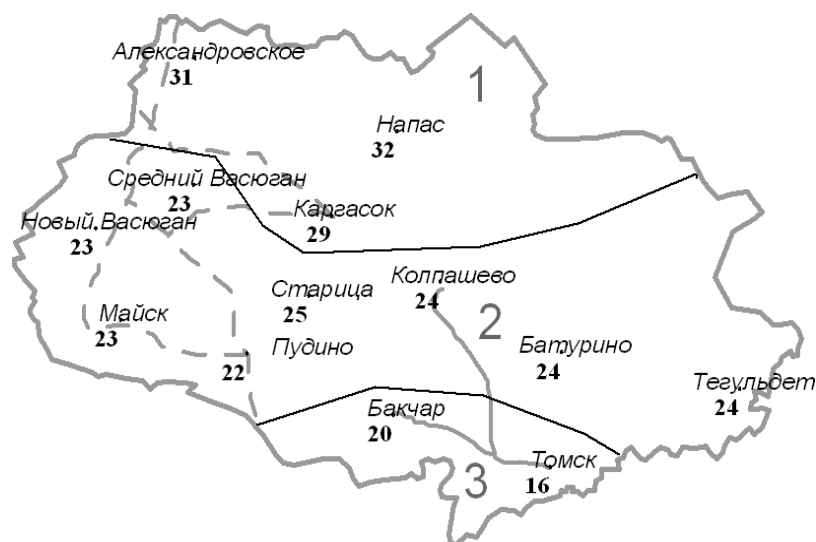 Александровское
31
1
Напас
32
Средний Васюган
23
Каргасок
29
Новый Васюган
23
Колпашево
24
Старица
25
2
Майск
23
Пудино
22
Батурино
24
Тегульдет
24
Бакчар
20
Томск
16
3